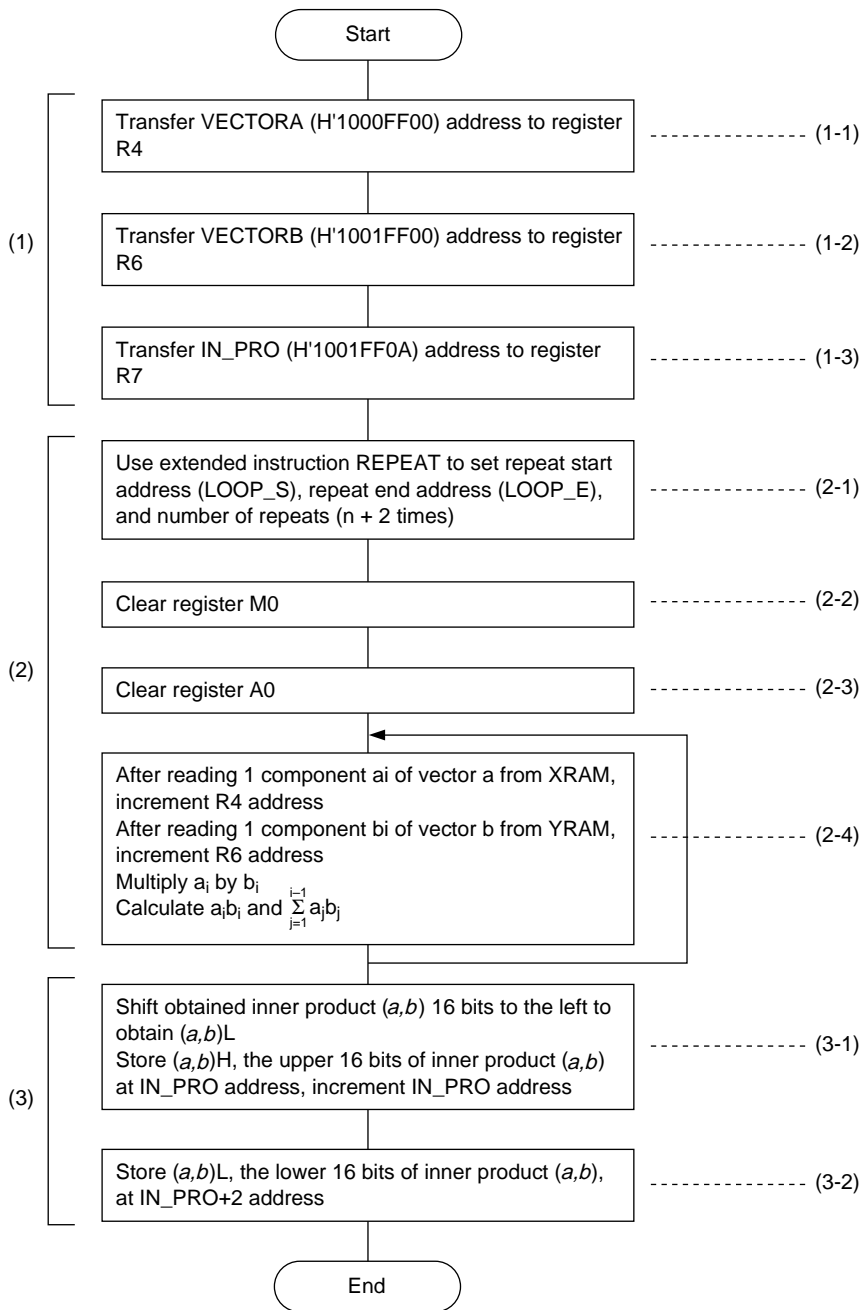 Start
(1)
Transfer VECTORA (H'1000FF00) address to register
R4
(1-1)
Transfer VECTORB (H'1001FF00) address to register
R6
(1-2)
Transfer IN_PRO (H'1001FF0A) address to register
R7
(1-3)
(2)
Use extended instruction REPEAT to set repeat start
address (LOOP_S), repeat end address (LOOP_E),
and number of repeats (n + 2 times)
(2-1)
Clear register M0
(2-2)
Clear register A0
(2-3)
After reading 1 component ai of vector a from XRAM,
increment R4 address
After reading 1 component bi of vector b from YRAM,
increment R6 address
Multiply aᵢ by bᵢ
i–1
Calculate aᵢbᵢ and Σ aⱼbⱼ
j=1
(2-4)
(3)
Shift obtained inner product (a,b) 16 bits to the left to
obtain (a,b)L
Store (a,b)H, the upper 16 bits of inner product (a,b)
at IN_PRO address, increment IN_PRO address
(3-1)
Store (a,b)L, the lower 16 bits of inner product (a,b),
at IN_PRO+2 address
(3-2)
End